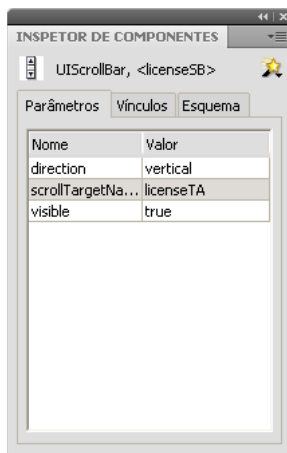 INSPETOR DE COMPONENTES
UIScrollBar, <licenseSB>
Parâmetros Vínculos Esquema
Nome Valor
direction vertical
scrollTargetNa... licenseTA
visible true